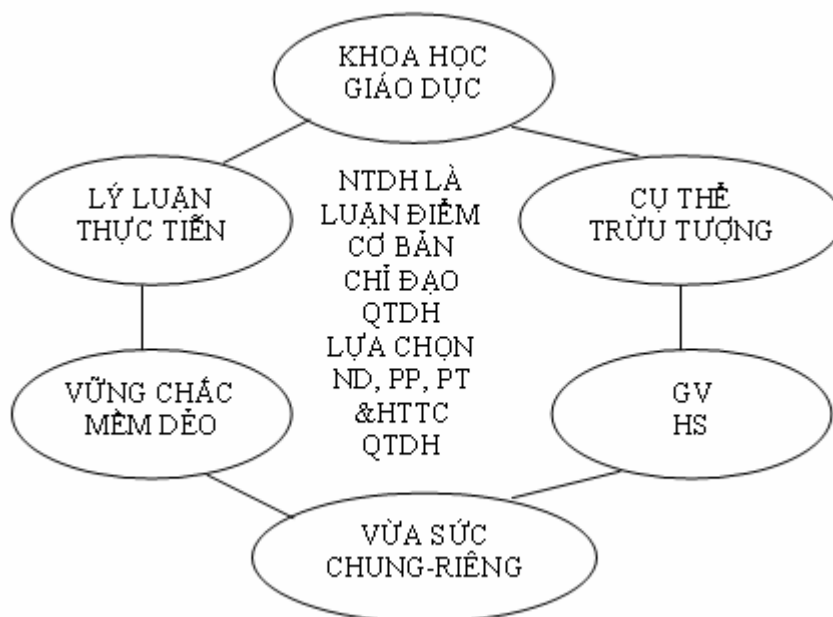 KHOA HỌC
GIÁO DỤC
LÝ LUẬN
THỰC TIỄN
NTDH LÀ
LUẬN ĐIỂM
CƠ BẢN
CHỈ ĐẠO
QTDH
LỰA CHỌN
ND, PP, PT
&HTTC
QTDH
CỤ THỂ
TRỪU TƯỢNG
VỮNG CHẮC
MỀM DẺO
GV
HS
VỪA SỨC
CHUNG-RIÊNG